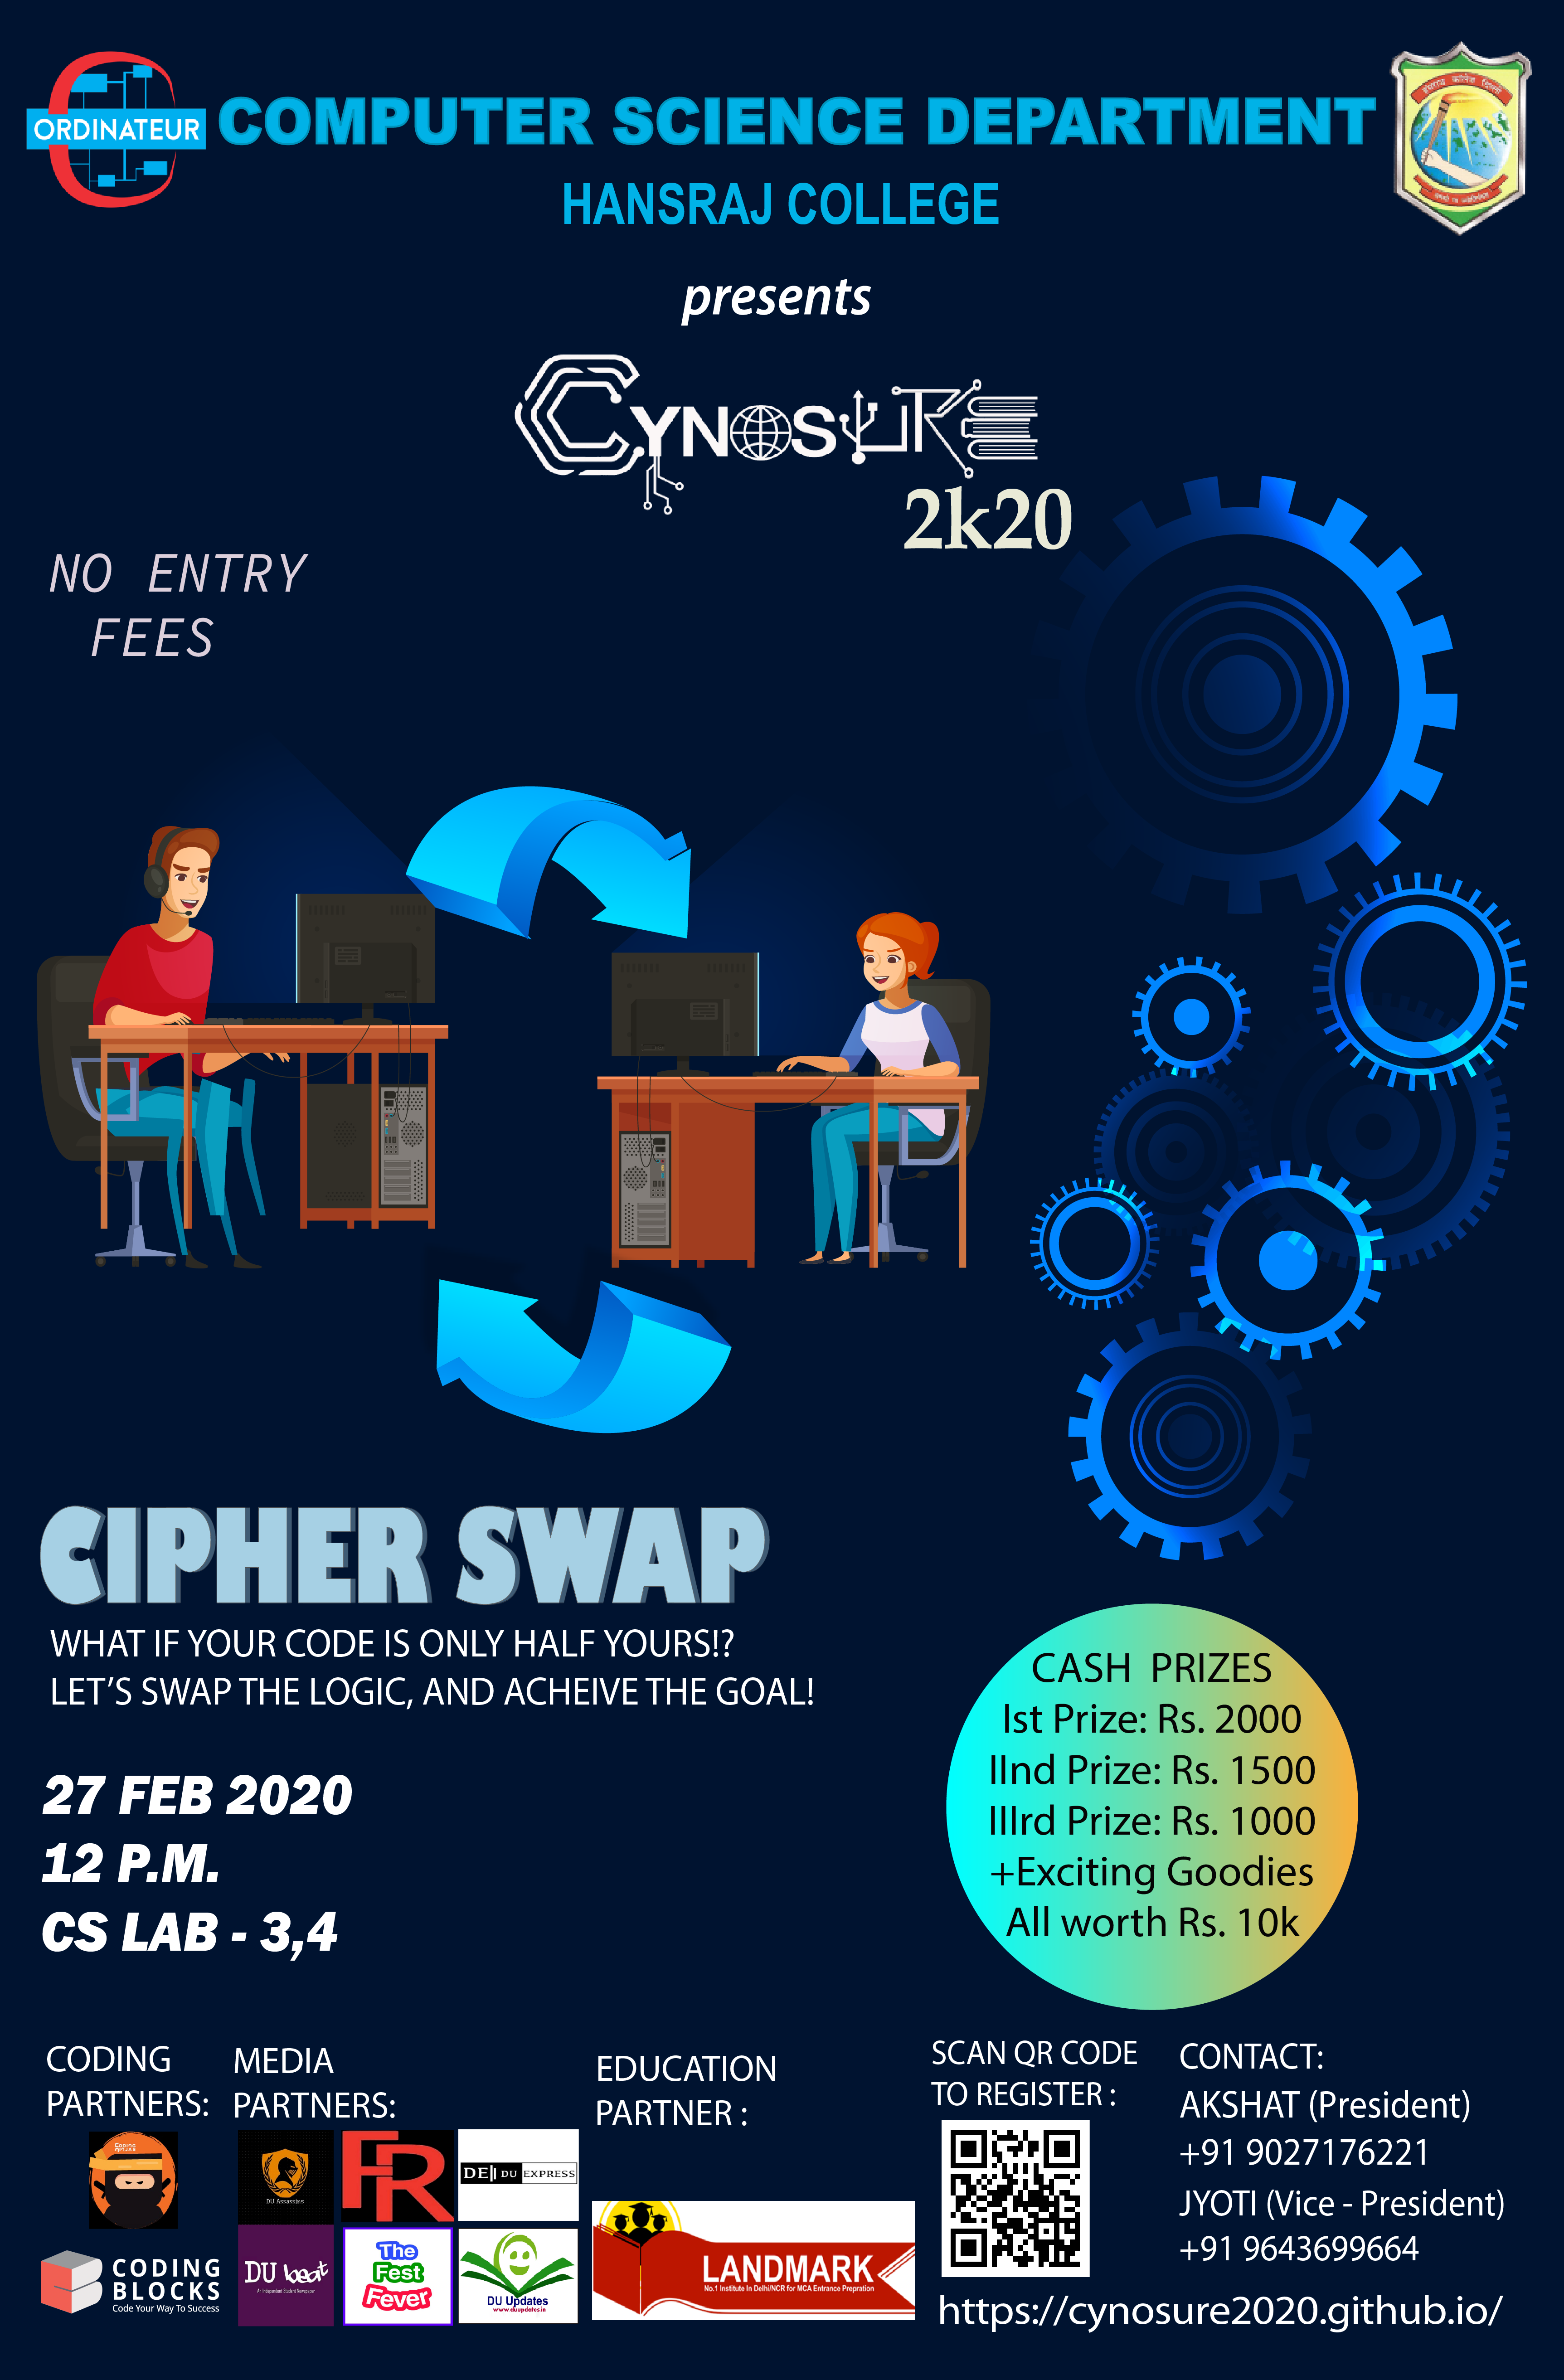 ORDINATEUR
COMPUTER SCIENCE DEPARTMENT
HANSRAJ COLLEGE
हंसराज कॉलेज दिल्ली
presents
CYNOSURE
2k20
NO ENTRY
FEES
CIPHER SWAP
WHAT IF YOUR CODE IS ONLY HALF YOURS!?
LET'S SWAP THE LOGIC, AND ACHEIVE THE GOAL!
27 FEB 2020
12 P.M.
CS LAB - 3,4
CASH PRIZES
Ist Prize: Rs. 2000
IInd Prize: Rs. 1500
IIIrd Prize: Rs. 1000
+Exciting Goodies
All worth Rs. 10k
CODING
PARTNERS:
CODING
BLOCKS
Code Your Way To Success
MEDIA
PARTNERS:
DU Assassins
FR
DU EXPRESS
DU beat
An Independent Student Newspaper
The
Fest
Fever
DU Updates
www.duupdates.in
EDUCATION
PARTNER :
LANDMARK
No.1 Institute In Delhi/NCR for MCA Entrance Prepration
SCAN QR CODE
TO REGISTER :
CONTACT:
AKSHAT (President)
+91 9027176221
JYOTI (Vice - President)
+91 9643699664
https://cynosure2020.github.io/